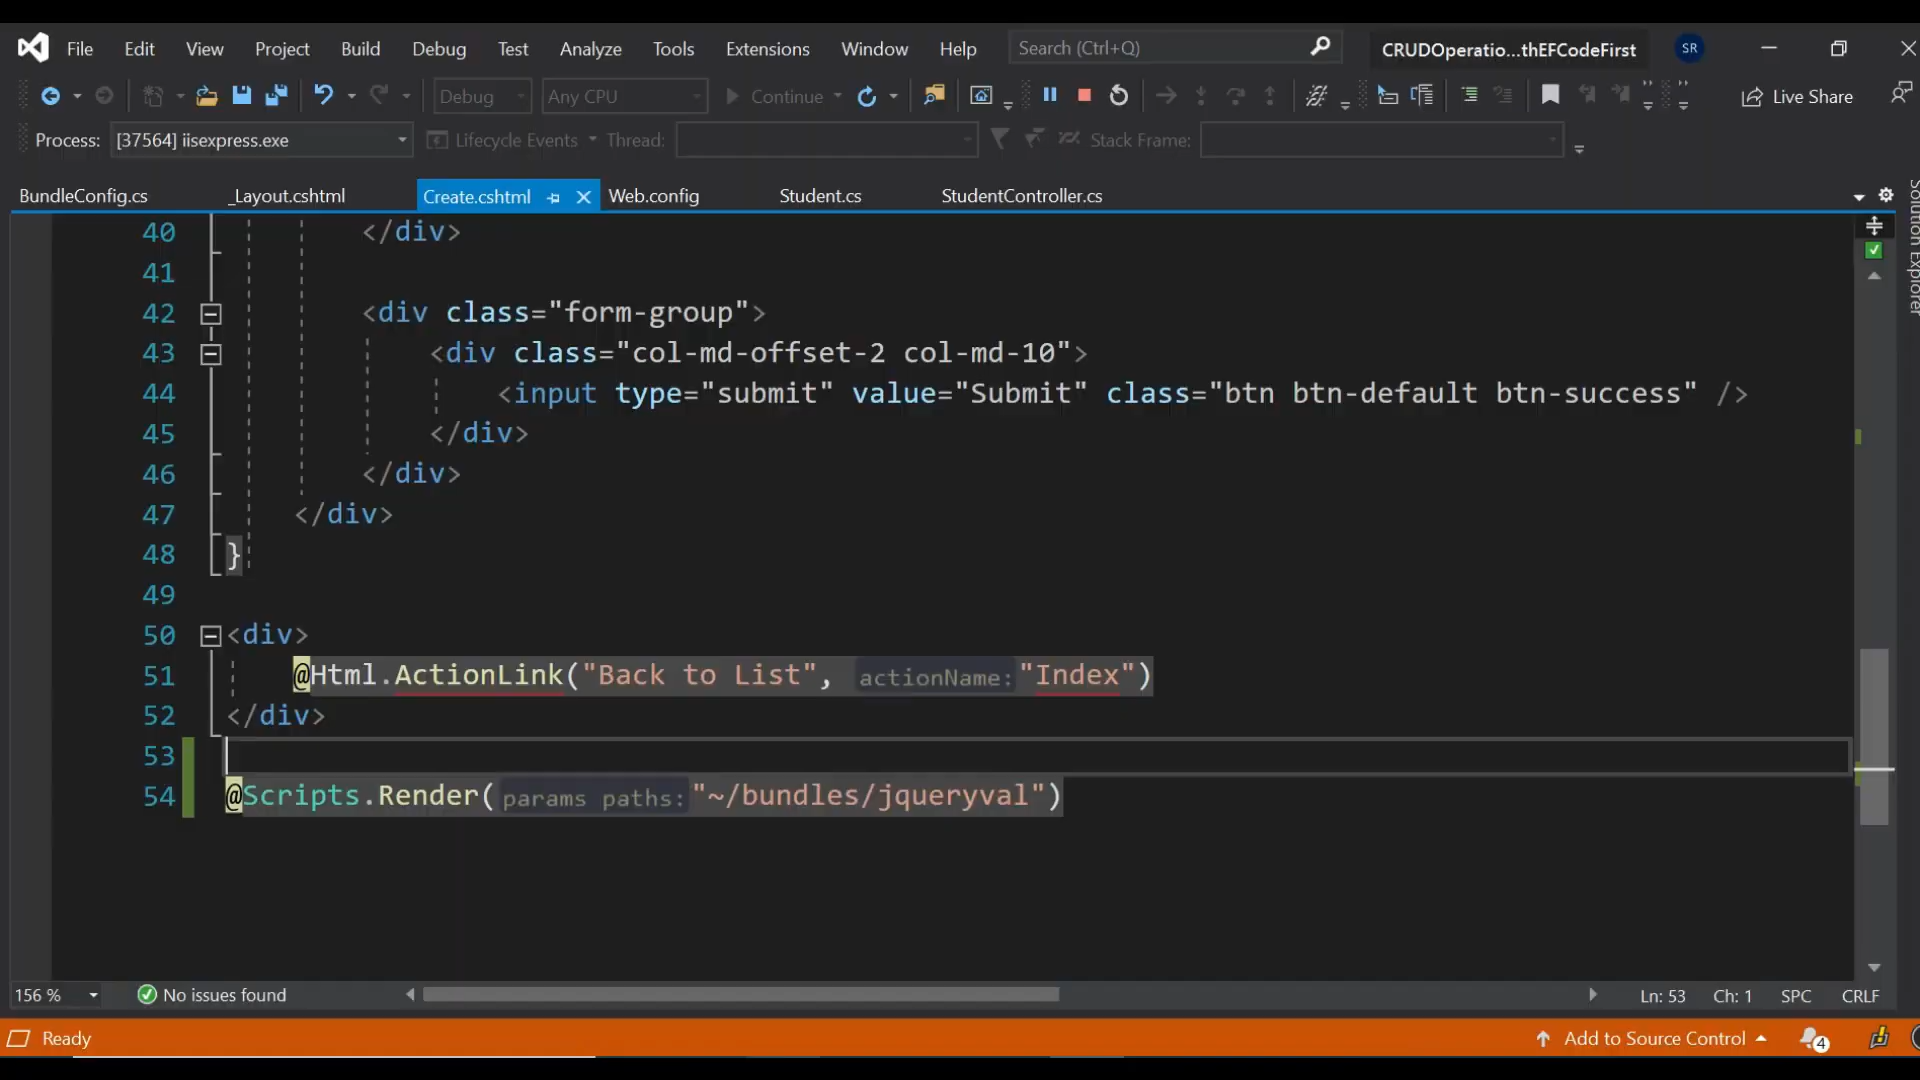 File Edit View Project Build Debug Test Analyze Tools Extensions Window Help Search (Ctrl+Q) CRUDOperatio...thEFCodeFirst SR
Debug Any CPU Continue Live Share
Process: [37564] iisexpress.exe Lifecycle Events Thread: Stack Frame:
BundleConfig.cs _Layout.cshtml Create.cshtml Web.config Student.cs StudentController.cs
Solution Explorer
40 </div>
41
42 <div class="form-group">
43 <div class="col-md-offset-2 col-md-10">
44 <input type="submit" value="Submit" class="btn btn-default btn-success" />
45 </div>
46 </div>
47 </div>
48 }
49
50 <div>
51 @Html.ActionLink("Back to List", actionName: "Index")
52 </div>
53
54 @Scripts.Render(params paths: "~/bundles/jqueryval")
156 % No issues found Ln: 53 Ch: 1 SPC CRLF
Ready Add to Source Control 4